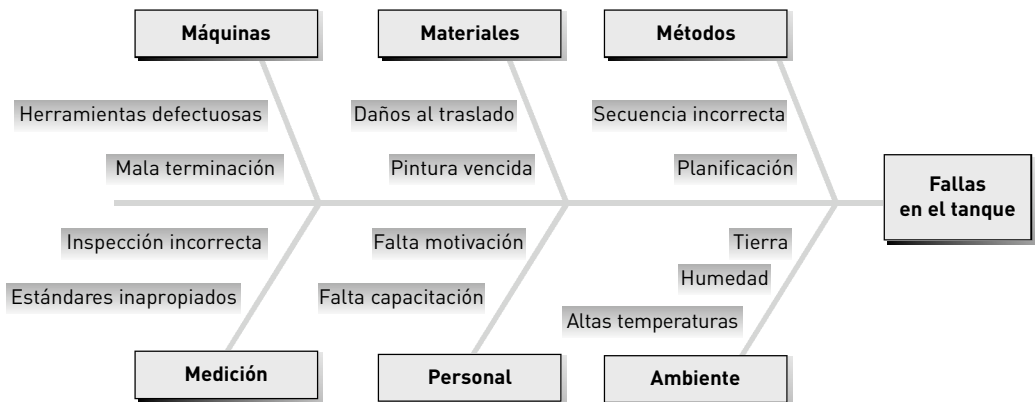 Máquinas
Materiales
Métodos
Herramientas defectuosas
Daños al traslado
Secuencia incorrecta
Mala terminación
Pintura vencida
Planificación
Fallas
en el tanque
Inspección incorrecta
Falta motivación
Tierra
Humedad
Estándares inapropiados
Falta capacitación
Altas temperaturas
Medición
Personal
Ambiente